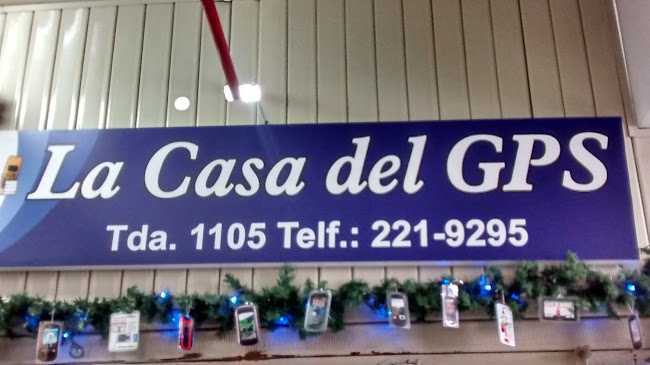 La Casa del GPS
Tda. 1105 Telf.: 221-9295